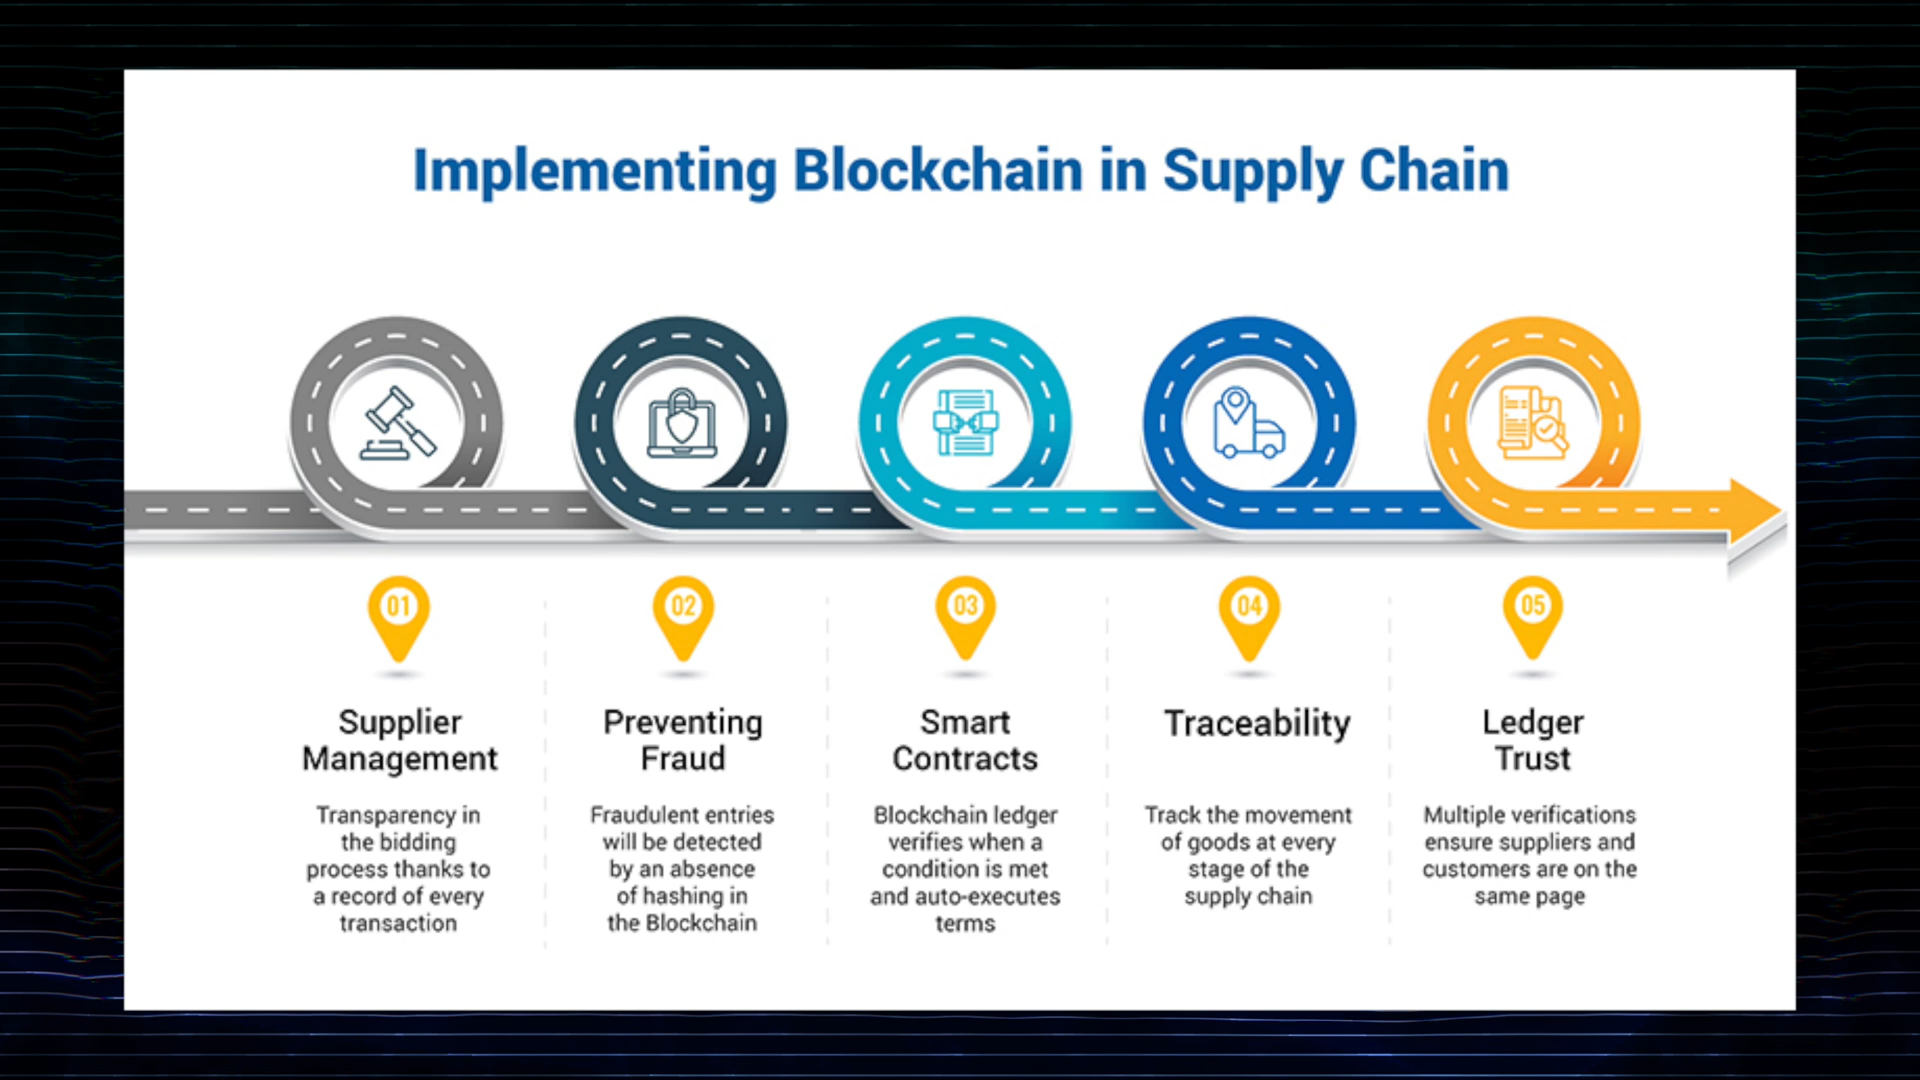 Implementing Blockchain in Supply Chain
01
Supplier
Management
Transparency in
the bidding
process thanks to
a record of every
transaction
02
Preventing
Fraud
Fraudulent entries
will be detected
by an absence
of hashing in
the Blockchain
03
Smart
Contracts
Blockchain ledger
verifies when a
condition is met
and auto-executes
terms
04
Traceability
Track the movement
of goods at every
stage of the
supply chain
05
Ledger
Trust
Multiple verifications
ensure suppliers and
customers are on the
same page